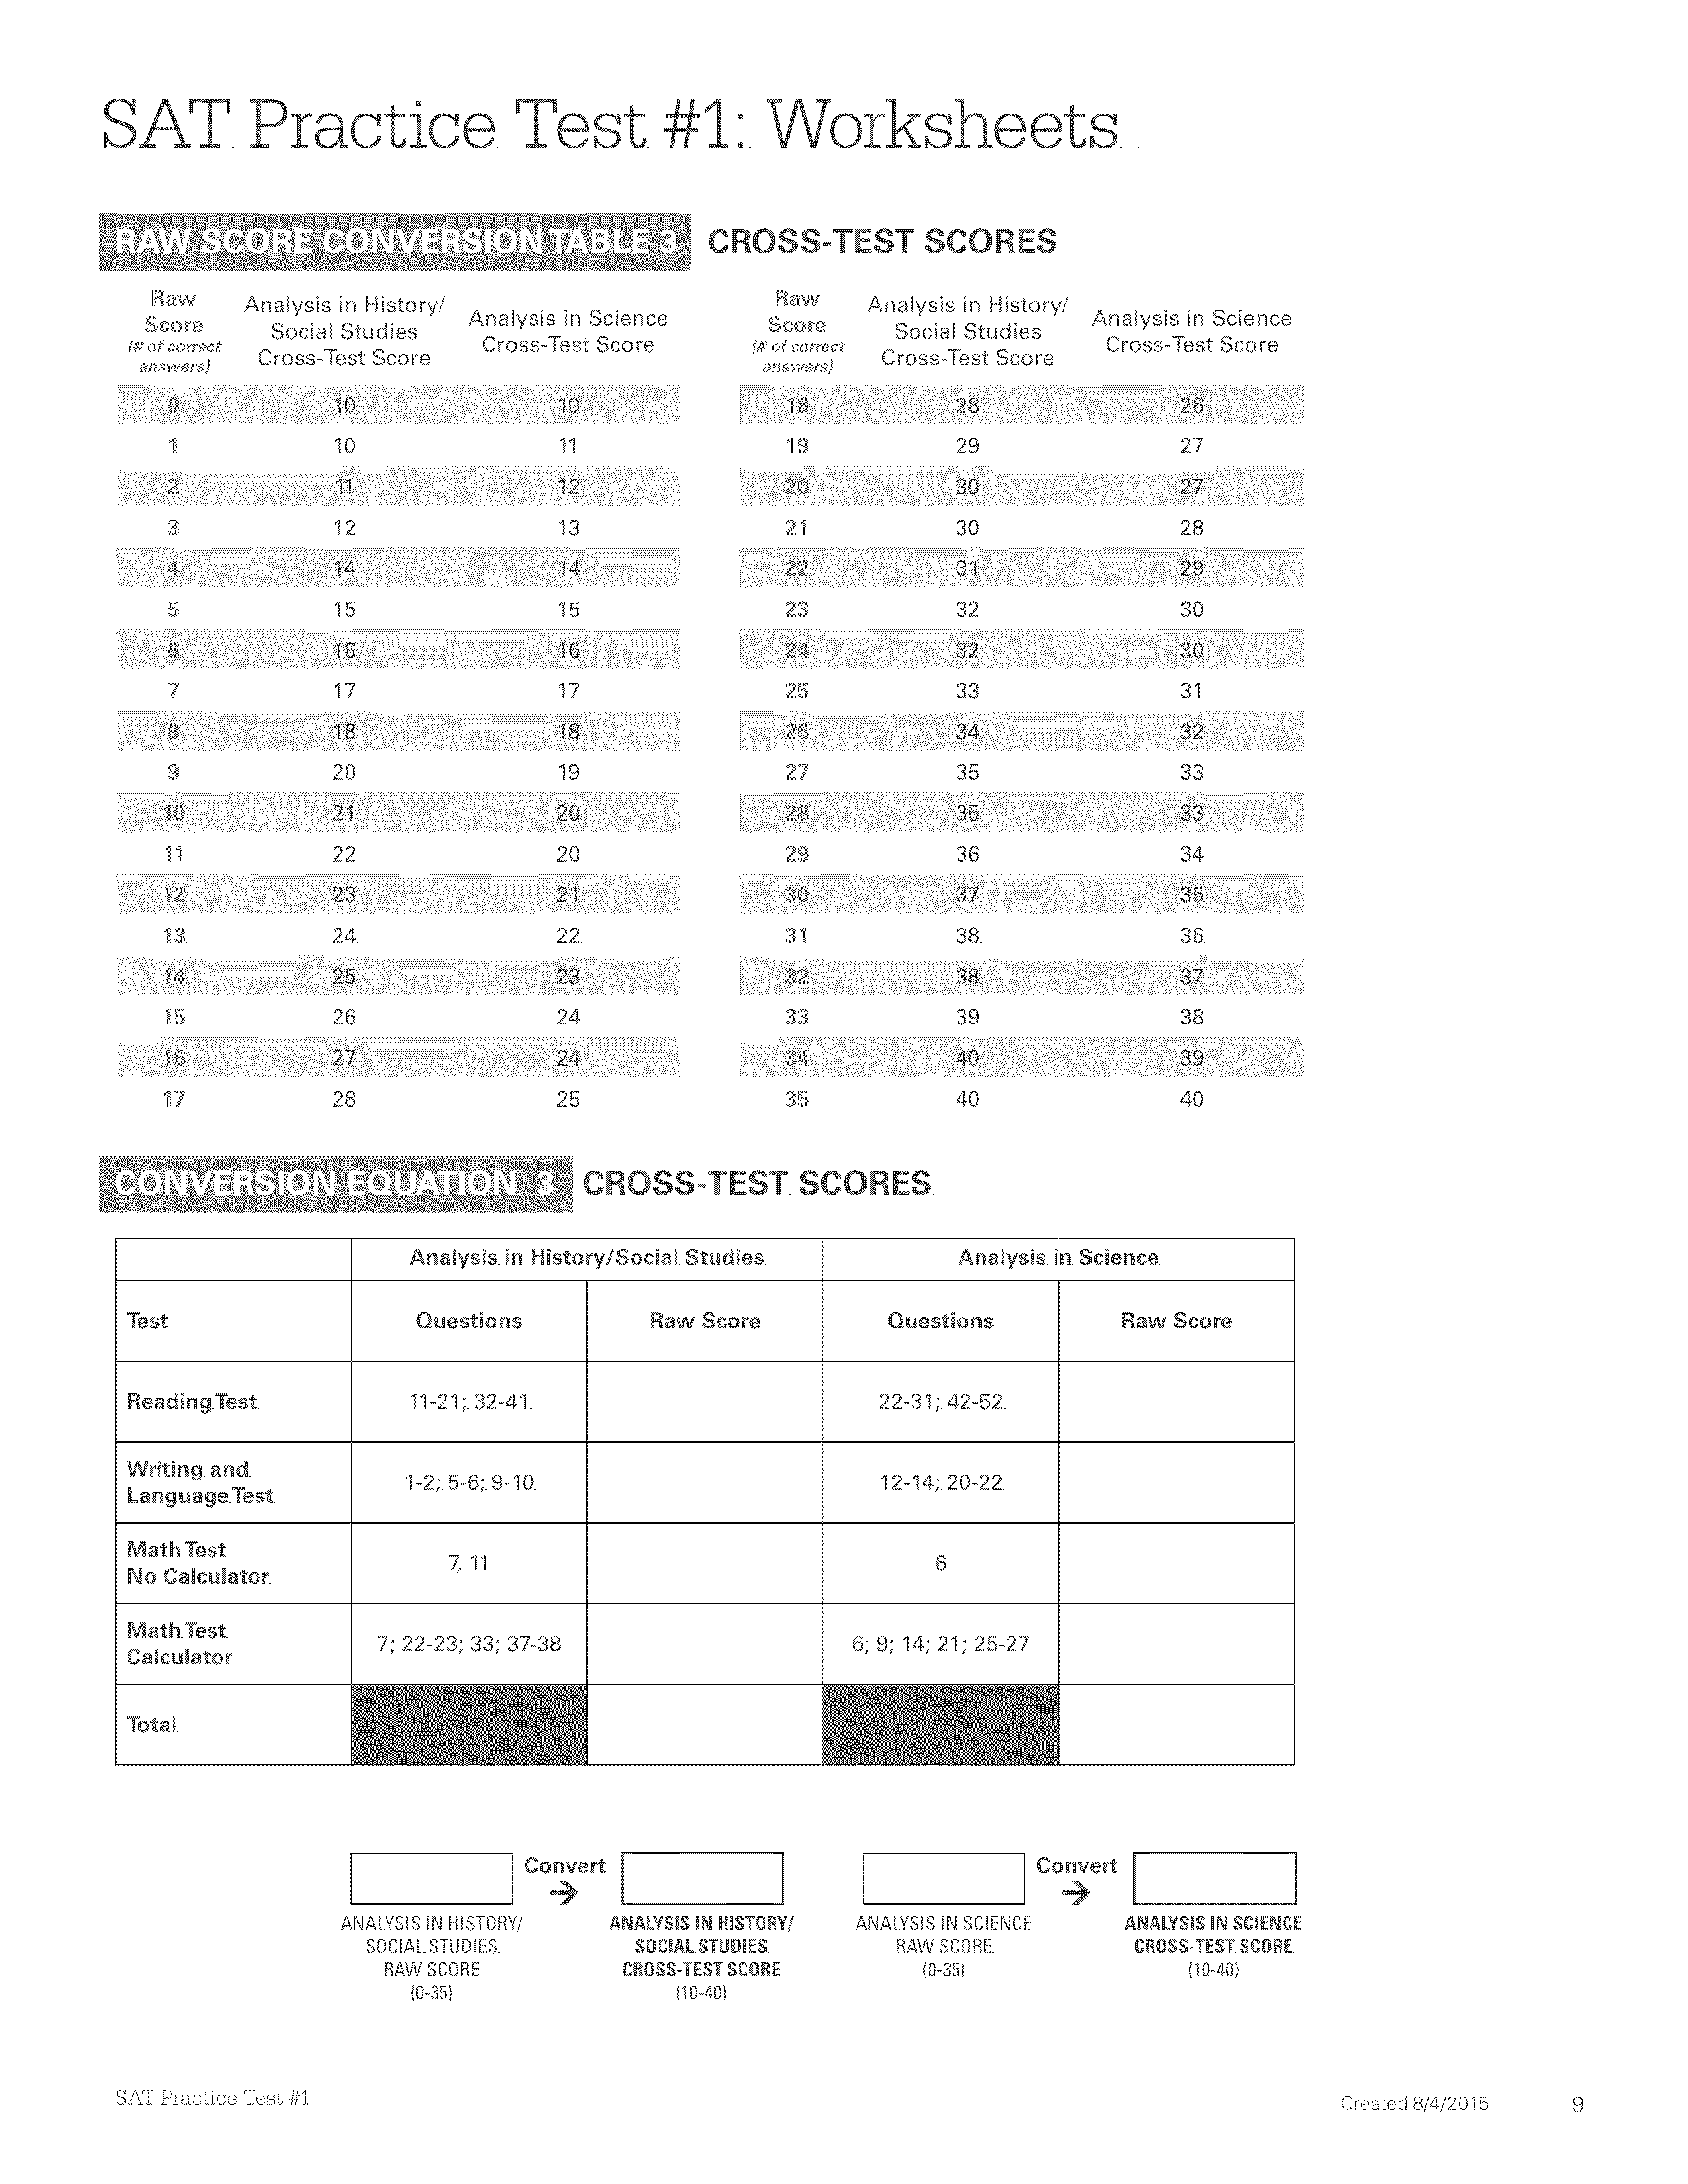 SAT Practice Test #1: Worksheets
RAW SCORE CONVERSION TABLE 3 CROSS-TEST SCORES
Raw Score (# of correct answers) Analysis in History/ Social Studies Cross-Test Score Analysis in Science Cross-Test Score
0 10 10
1 10 11
2 11 12
3 12 13
4 14 14
5 15 15
6 16 16
7 17 17
8 18 18
9 20 19
10 21 20
11 22 20
12 23 21
13 24 22
14 25 23
15 26 24
16 27 24
17 28 25
Raw Score (# of correct answers) Analysis in History/ Social Studies Cross-Test Score Analysis in Science Cross-Test Score
18 28 26
19 29 27
20 30 27
21 30 28
22 31 29
23 32 30
24 32 30
25 33 31
26 34 32
27 35 33
28 35 33
29 36 34
30 37 35
31 38 36
32 38 37
33 39 38
34 40 39
35 40 40
CONVERSION EQUATION 3 CROSS-TEST SCORES
Analysis in History/Social Studies Analysis in Science
Test Questions Raw Score Questions Raw Score
Reading Test 11-21; 32-41 22-31; 42-52
Writing and Language Test 1-2; 5-6; 9-10 12-14; 20-22
Math Test No Calculator 7, 11 6
Math Test Calculator 7; 22-23; 33; 37-38 6; 9; 14; 21; 25-27
Total
Convert
→
Convert
→
ANALYSIS IN HISTORY/
SOCIAL STUDIES
RAW SCORE
(0-35)
ANALYSIS IN HISTORY/
SOCIAL STUDIES
CROSS-TEST SCORE
(10-40)
ANALYSIS IN SCIENCE
RAW SCORE
(0-35)
ANALYSIS IN SCIENCE
CROSS-TEST SCORE
(10-40)
SAT Practice Test #1
Created 8/4/2015 9